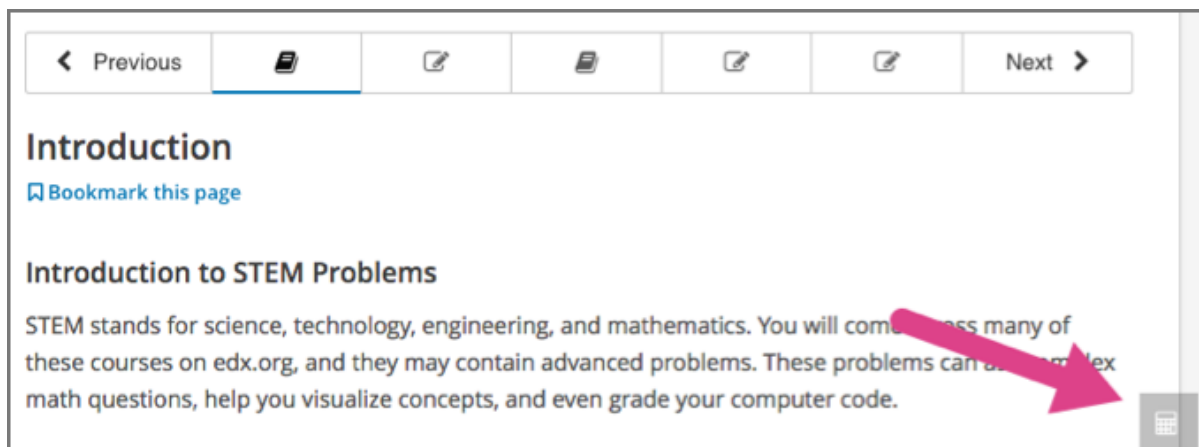 Previous
Next
Introduction
Bookmark this page
Introduction to STEM Problems
STEM stands for science, technology, engineering, and mathematics. You will many of
these courses on edx.org, and they may contain advanced problems. These problems can
math questions, help you visualize concepts, and even grade your computer code.